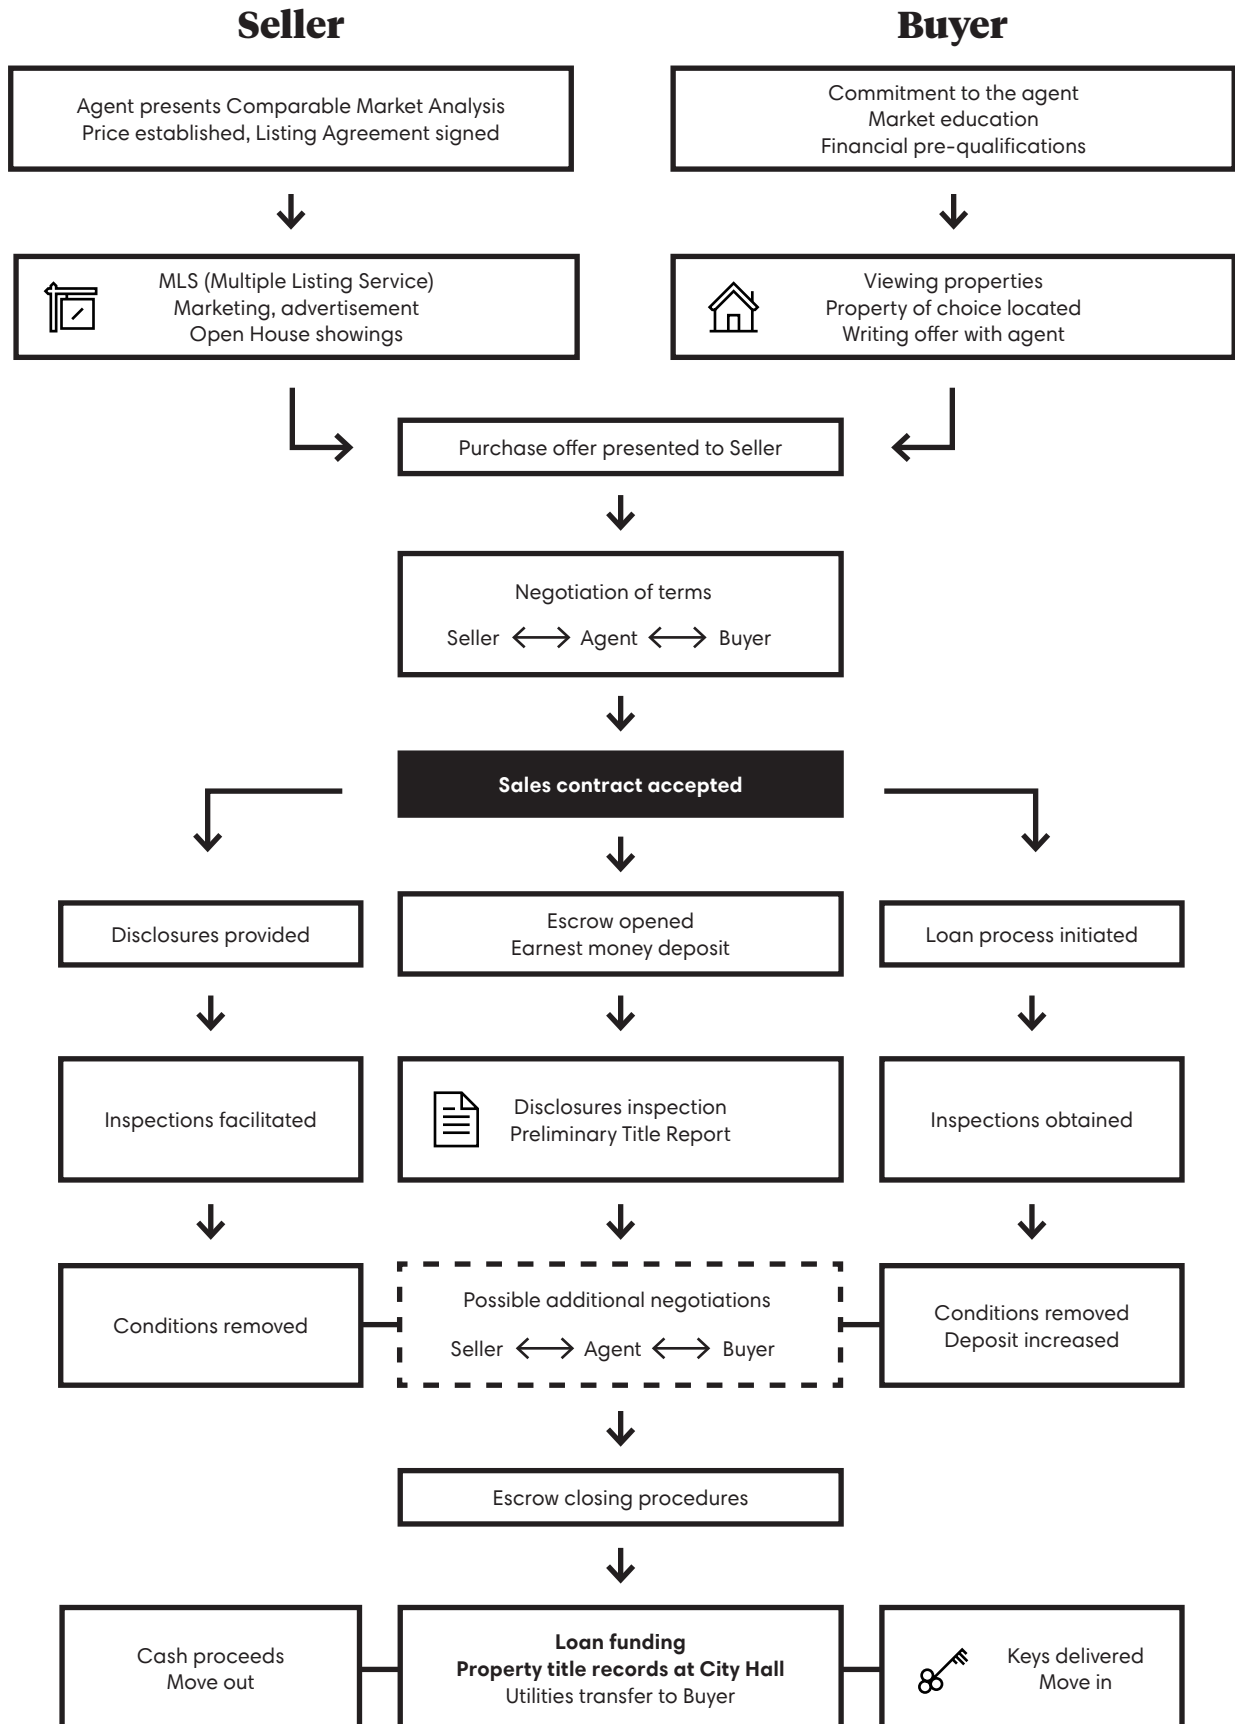 Seller
Buyer
Agent presents Comparable Market Analysis
Price established, Listing Agreement signed
Commitment to the agent
Market education
Financial pre-qualifications
MLS (Multiple Listing Service)
Marketing, advertisement
Open House showings
Viewing properties
Property of choice located
Writing offer with agent
Purchase offer presented to Seller
Negotiation of terms
Seller Agent Buyer
Sales contract accepted
Disclosures provided
Escrow opened
Earnest money deposit
Loan process initiated
Inspections facilitated
Disclosures inspection
Preliminary Title Report
Inspections obtained
Conditions removed
Possible additional negotiations
Seller Agent Buyer
Conditions removed
Deposit increased
Escrow closing procedures
Cash proceeds
Move out
Loan funding
Property title records at City Hall
Utilities transfer to Buyer
Keys delivered
Move in